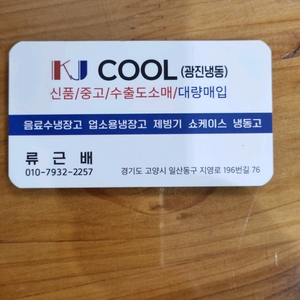 KJ COOL (광진냉동)
신품/중고/수출도소매/대량매입
음료수냉장고 업소용냉장고 제빙기 쇼케이스 냉동고
류 근 배
010-7932-2257
경기도 고양시 일산동구 지영로 196번길 76